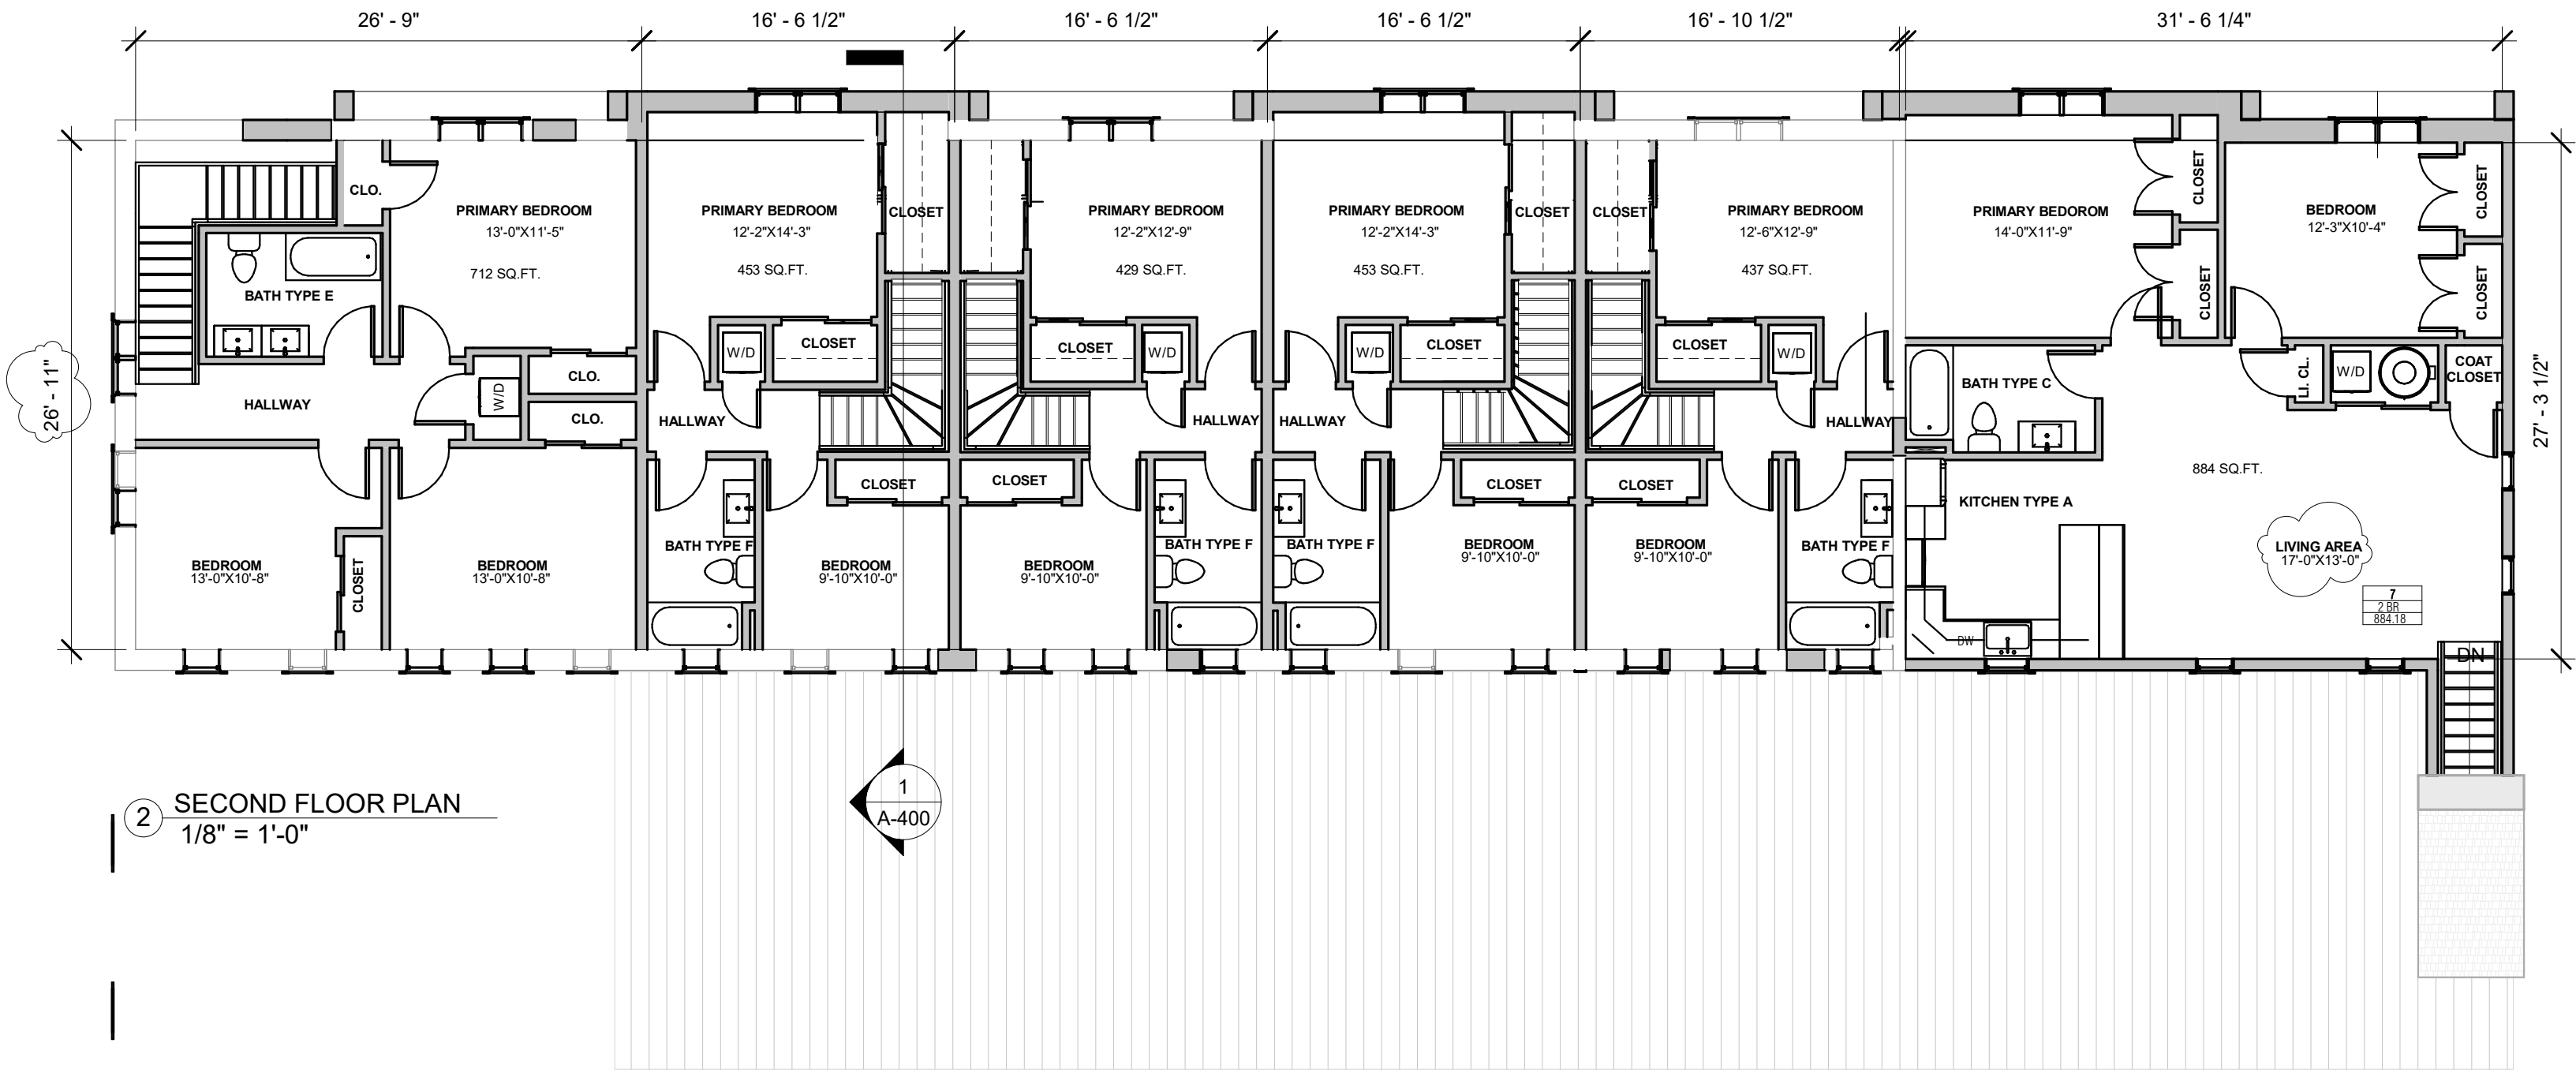 26' - 9"
16' - 6 1/2"
16' - 6 1/2"
16' - 6 1/2"
16' - 10 1/2"
31' - 6 1/4"
26' - 11"
27' - 3 1/2"
CLO.
PRIMARY BEDROOM
13'-0"X11'-5"
712 SQ.FT.
BATH TYPE E
HALLWAY
W/D
CLO.
CLO.
BEDROOM
13'-0"X10'-8"
CLOSET
BEDROOM
13'-0"X10'-8"
PRIMARY BEDROOM
12'-2"X14'-3"
453 SQ.FT.
CLOSET
W/D
CLOSET
HALLWAY
CLOSET
BATH TYPE F
BEDROOM
9'-10"X10'-0"
PRIMARY BEDROOM
12'-2"X12'-9"
429 SQ.FT.
CLOSET
W/D
HALLWAY
CLOSET
BEDROOM
9'-10"X10'-0"
BATH TYPE F
PRIMARY BEDROOM
12'-2"X14'-3"
453 SQ.FT.
CLOSET
W/D
CLOSET
HALLWAY
CLOSET
BATH TYPE F
BEDROOM
9'-10"X10'-0"
CLOSET
PRIMARY BEDROOM
12'-6"X12'-9"
437 SQ.FT.
CLOSET
W/D
HALLWAY
CLOSET
BEDROOM
9'-10"X10'-0"
BATH TYPE F
PRIMARY BEDOROM
14'-0"X11'-9"
CLOSET
CLOSET
BEDROOM
12'-3"X10'-4"
CLOSET
CLOSET
BATH TYPE C
LI. CL.
W/D
COAT
CLOSET
884 SQ.FT.
KITCHEN TYPE A
LIVING AREA
17'-0"X13'-0"
7
2 BR
884.18
DW
DN
1
A-400
2
SECOND FLOOR PLAN
1/8" = 1'-0"